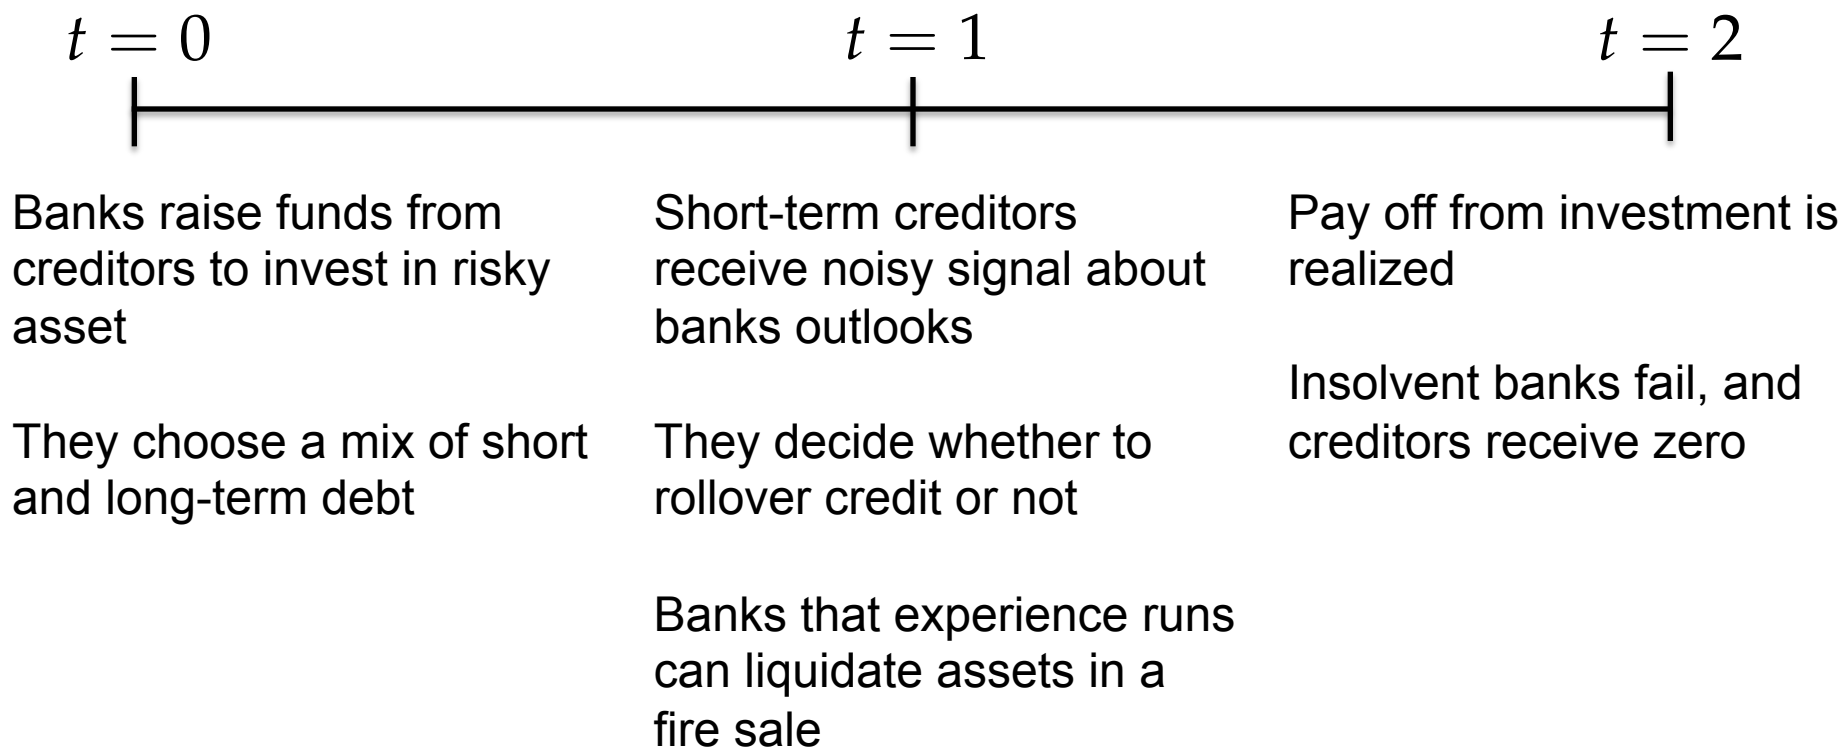 t = 0
t = 1
t = 2
Banks raise funds from
creditors to invest in risky
asset
They choose a mix of short
and long-term debt
Short-term creditors
receive noisy signal about
banks outlooks
They decide whether to
rollover credit or not
Banks that experience runs
can liquidate assets in a
fire sale
Pay off from investment is
realized
Insolvent banks fail, and
creditors receive zero